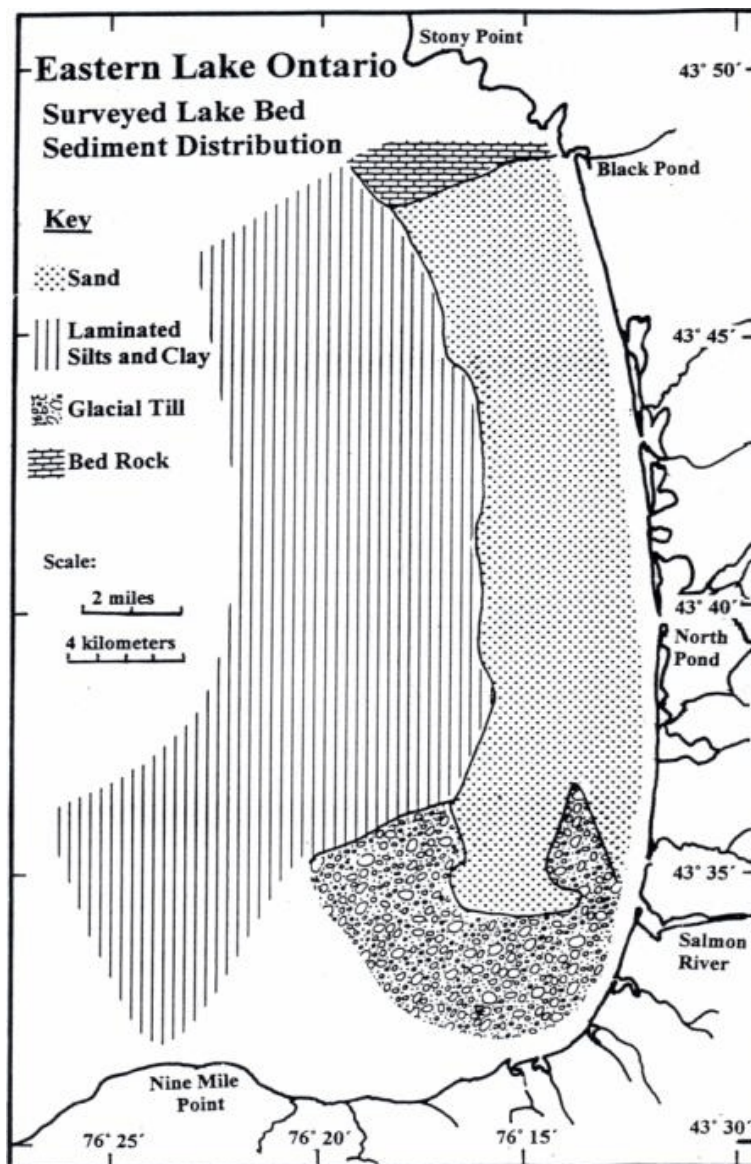 Stony Point
Eastern Lake Ontario
43° 50′
Surveyed Lake Bed
Sediment Distribution
Black Pond
Key
Sand
43° 45′
Laminated
Silts and Clay
Glacial Till
Bed Rock
Scale:
2 miles
43° 40′
4 kilometers
North
Pond
43° 35′
Salmon
River
Nine Mile
Point
76° 25′
76° 20′
76° 15′
43° 30′